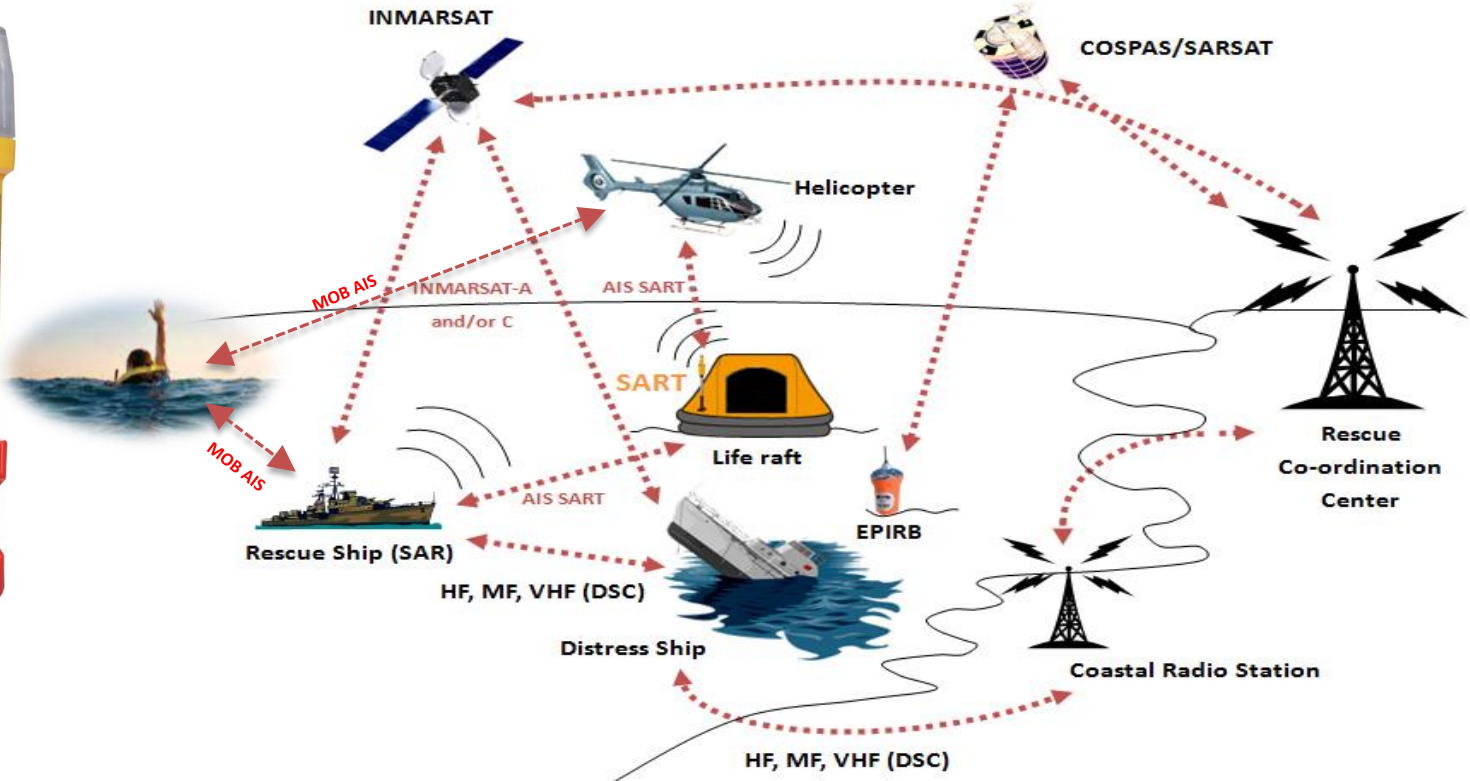 INMARSAT
COSPAS/SARSAT
Helicopter
MOB AIS
INMARSAT-A
and/or C
AIS SART
SART
Life raft
MOB AIS
AIS SART
Rescue Ship (SAR)
EPIRB
Rescue
Co-ordination
Center
HF, MF, VHF (DSC)
Distress Ship
Coastal Radio Station
HF, MF, VHF (DSC)